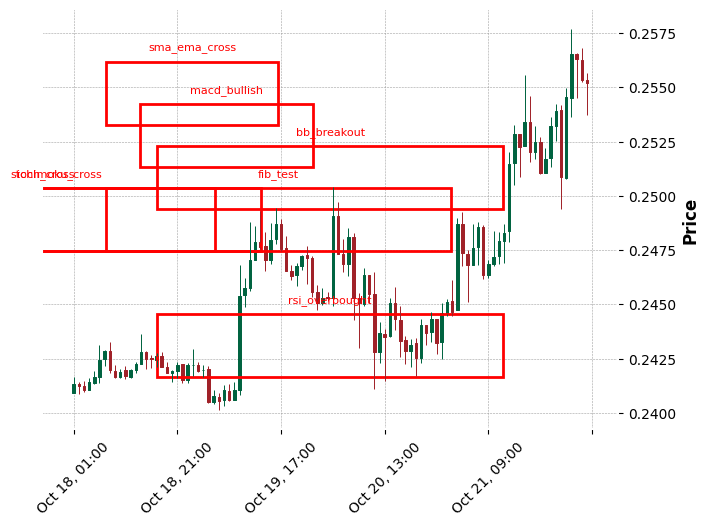 sma_ema_cross
macd_bullish
bb_breakout
fib_test
rsi_overbought
0.2575
0.2550
0.2525
0.2500
0.2475
0.2450
0.2425
0.2400
Price
Oct 18, 01:00
Oct 18, 21:00
Oct 19, 17:00
Oct 20, 13:00
Oct 21, 09:00